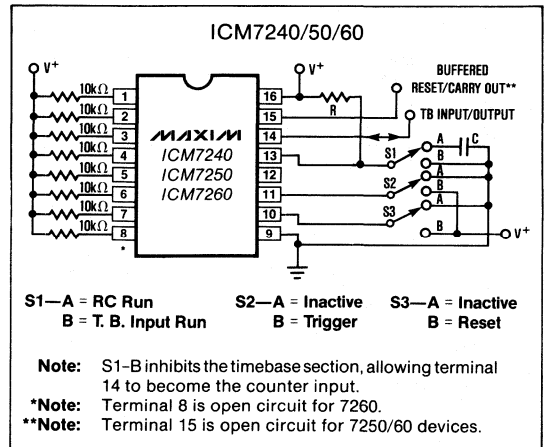 ICM7240/50/60
V+
V+
BUFFERED
RESET/CARRY OUT**
TB INPUT/OUTPUT
10kΩ 1
10kΩ 2
10kΩ 3
10kΩ 4
10kΩ 5
10kΩ 6
10kΩ 7
10kΩ 8
*
MAXIM
ICM7240
ICM7250
ICM7260
16
15
14
13
12
11
10
9
R
S1 A C
B
S2 A
B
S3 A
B V+
S1—A = RC Run S2—A = Inactive S3—A = Inactive
B = T. B. Input Run B = Trigger B = Reset
Note: S1-B inhibits the timebase section, allowing terminal
14 to become the counter input.
*Note: Terminal 8 is open circuit for 7260.
**Note: Terminal 15 is open circuit for 7250/60 devices.